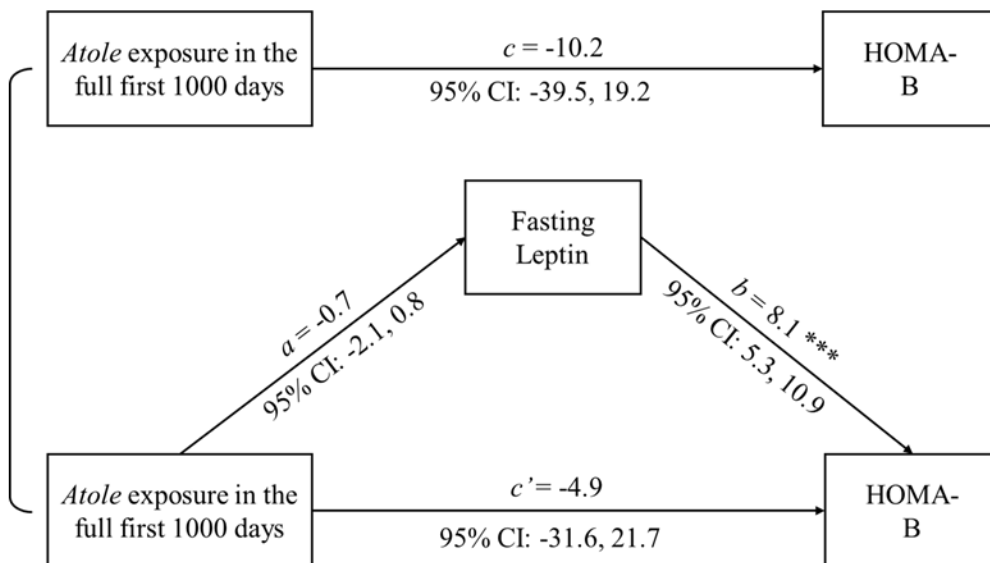 Atole exposure in the
full first 1000 days
c = -10.2
95% CI: -39.5, 19.2
HOMA-
B
Fasting
Leptin
a = -0.7
95% CI: -2.1, 0.8
b = 8.1 ***
95% CI: 5.3, 10.9
Atole exposure in the
full first 1000 days
c’= -4.9
95% CI: -31.6, 21.7
HOMA-
B